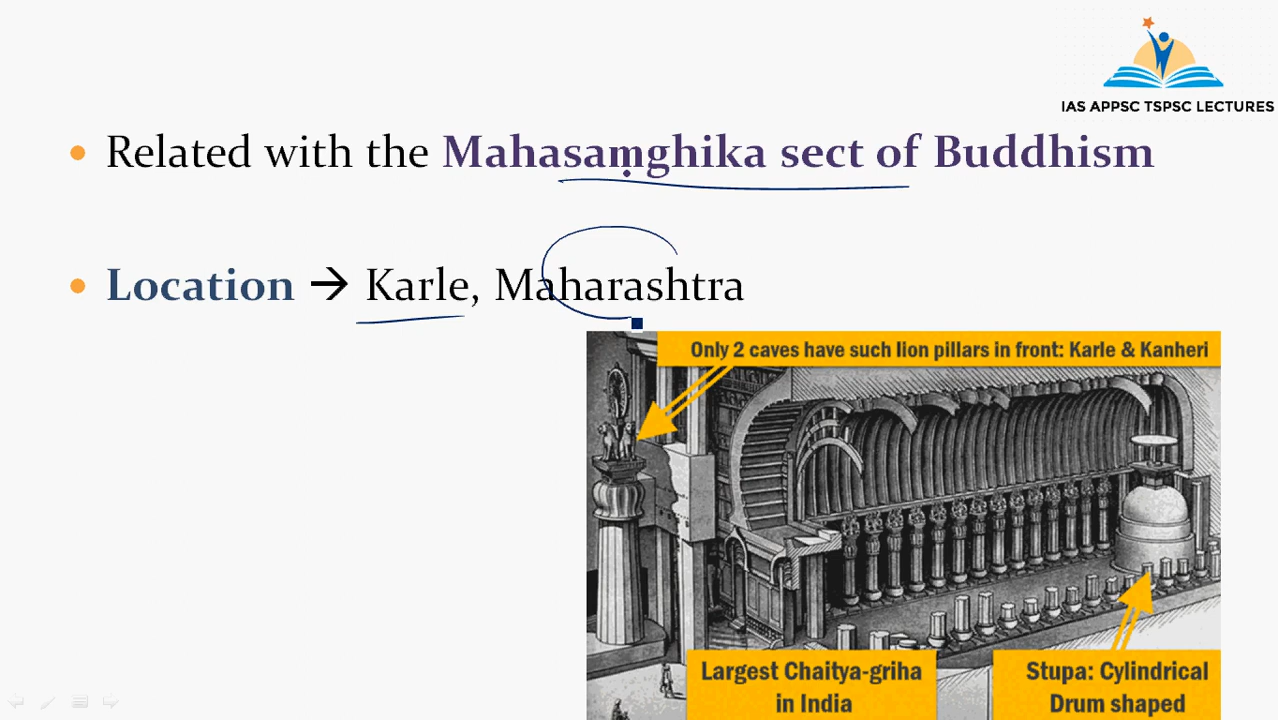 IAS APPSC TSPSC LECTURES
Related with the Mahasaṃghika sect of Buddhism
Location → Karle, Maharashtra
Only 2 caves have such lion pillars in front: Karle & Kanheri
Largest Chaitya-griha
in India
Stupa: Cylindrical
Drum shaped